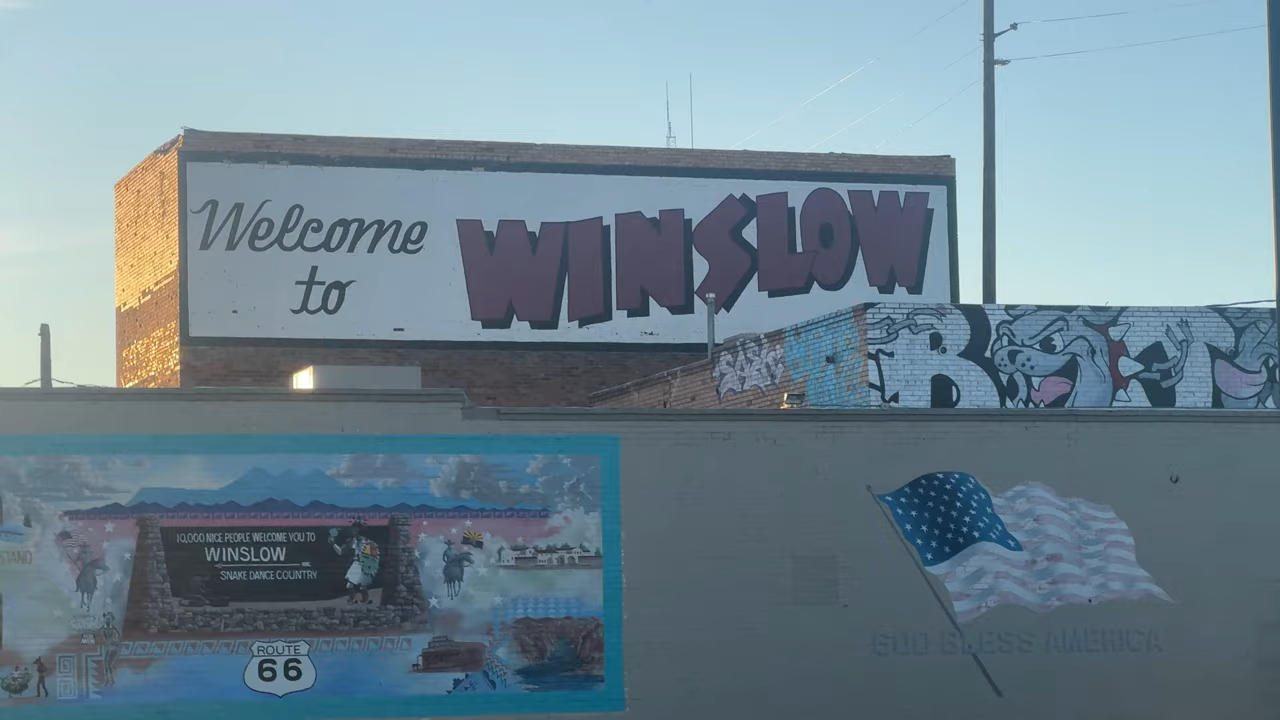 Welcome
to
WINSLOW
10,000 NICE PEOPLE WELCOME YOU TO
WINSLOW
SNAKE DANCE COUNTRY
STAND
ROUTE
66
GOD BLESS AMERICA